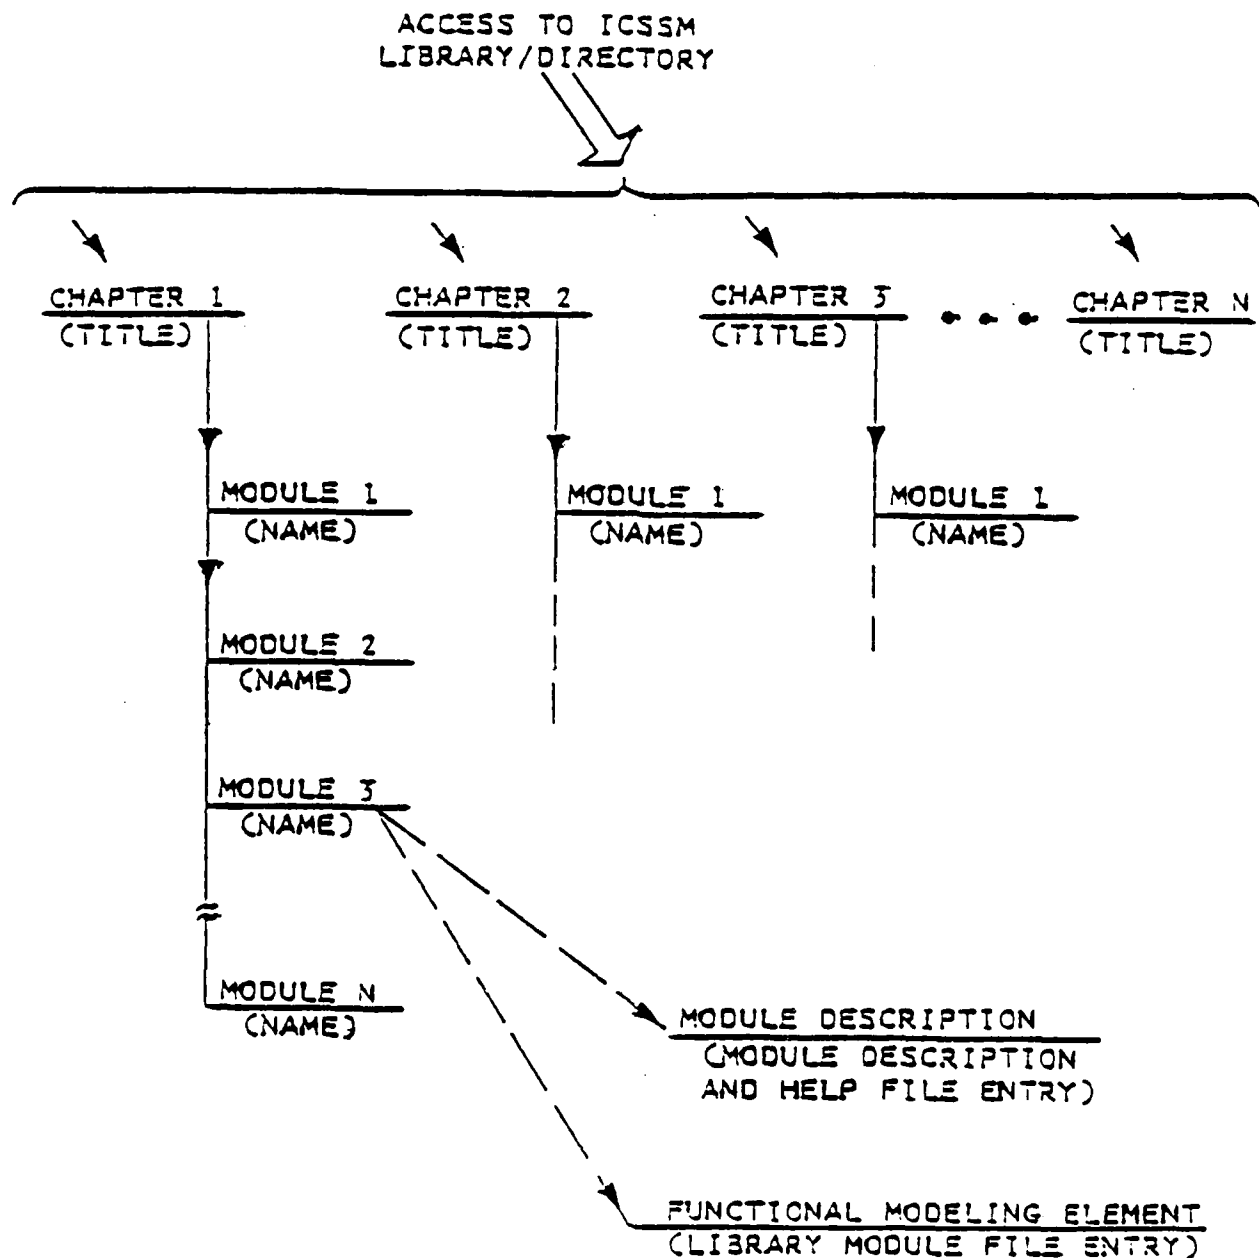 ACCESS TO ICSSM
LIBRARY/DIRECTORY
CHAPTER 1
(TITLE)
CHAPTER 2
(TITLE)
CHAPTER 3
(TITLE)
CHAPTER N
(TITLE)
MODULE 1
(NAME)
MODULE 1
(NAME)
MODULE 1
(NAME)
MODULE 2
(NAME)
MODULE 3
(NAME)
MODULE N
(NAME)
MODULE DESCRIPTION
(MODULE DESCRIPTION
AND HELP FILE ENTRY)
FUNCTIONAL MODELING ELEMENT
(LIBRARY MODULE FILE ENTRY)